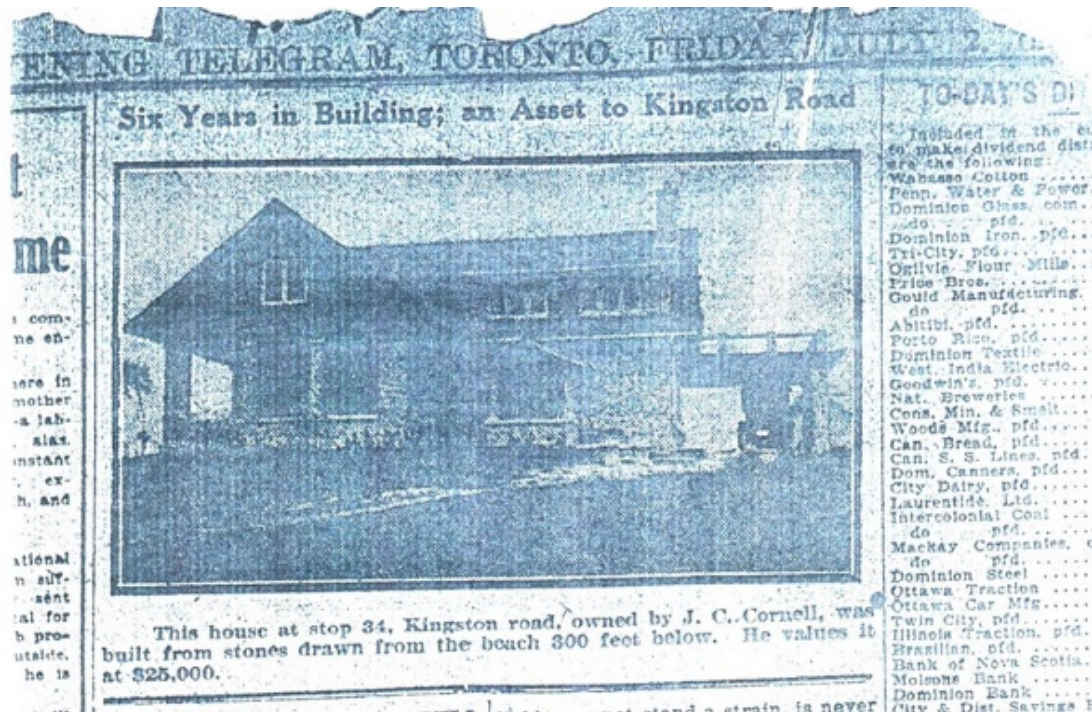 ENING TELEGRAM, TORONTO, FRIDAY, JULY 2,
Six Years in Building; an Asset to Kingston Road
This house at stop 34, Kingston road, owned by J. C. Cornell, was
built from stones drawn from the beach 300 feet below. He values it
at $25,000.
t
me
com-
me en-
here in
mother
-a lab-
alas.
instant
ex-
h, and
ational
n suf-
sent
al for
b pro-
utside,
he is
TO-DAY'S DI
Included in the
to make dividend dist
are the following:
Wabasso Cotton .....
Penn. Water & Power
Dominion Glass, com.
do pfd.....
Dominion Iron, pfd..
Tri-City, pfd......
Ogilvie Flour Mills..
Price Bros. .......
Gould Manufacturing.
do pfd.....
Abitibi, pfd. .......
Porto Rico, pfd....
Dominion Textile ....
West. India Electric..
Goodwin's, pfd. ....
Nat. Breweries .....
Cons. Min. & Smelt...
Woods Mfg., pfd....
Can. Bread, pfd....
Can. S. S. Lines, pfd.
Dom. Canners, pfd...
City Dairy, pfd.....
Laurentide, Ltd. ....
Intercolonial Coal ...
do pfd.....
Mackay Companies, c
do pfd.....
Dominion Steel .....
Ottawa Traction ....
Ottawa Car Mfg.....
Twin City, pfd......
Illinois Traction, pfd
Brazilian, pfd. .....
Bank of Nova Scotia.
Molsons Bank ......
Dominion Bank .....
City & Dist. Savings
not stand a strain, is never